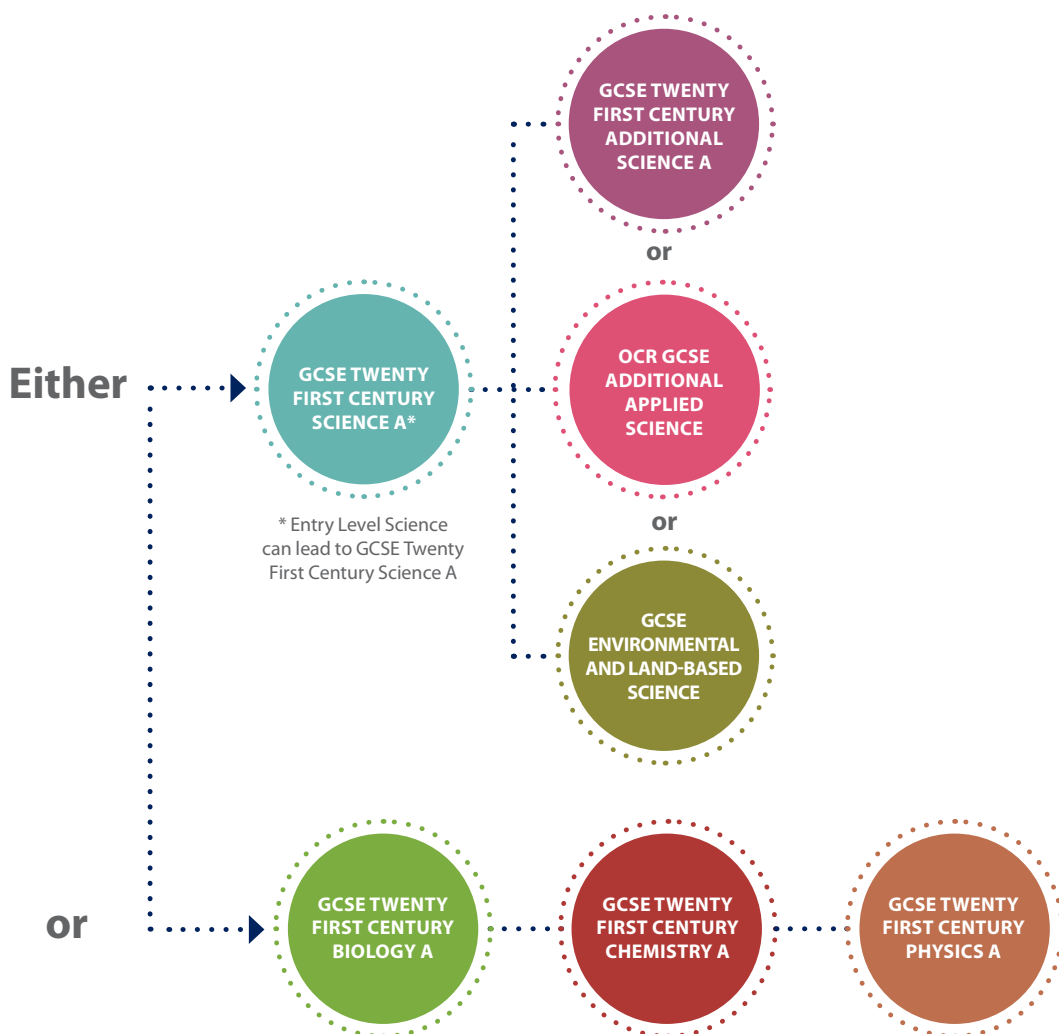 GCSE TWENTY
FIRST CENTURY
ADDITIONAL
SCIENCE A
or
Either
GCSE TWENTY
FIRST CENTURY
SCIENCE A*
OCR GCSE
ADDITIONAL
APPLIED
SCIENCE
* Entry Level Science
can lead to GCSE Twenty
First Century Science A
or
GCSE
ENVIRONMENTAL
AND LAND-BASED
SCIENCE
or
GCSE TWENTY
FIRST CENTURY
BIOLOGY A
GCSE TWENTY
FIRST CENTURY
CHEMISTRY A
GCSE TWENTY
FIRST CENTURY
PHYSICS A